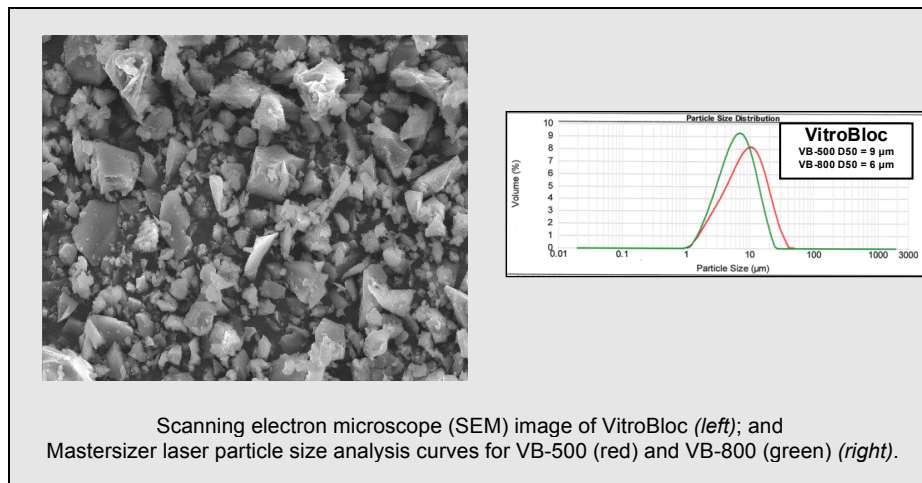 Particle Size Distribution
VitroBloc
VB-500 D50 = 9 µm
VB-800 D50 = 6 µm
Volume (%)
10
9
8
7
6
5
4
3
2
1
0
0.01 0.1 1 10 100 1000 3000
Particle Size (µm)
Scanning electron microscope (SEM) image of VitroBloc (left); and
Mastersizer laser particle size analysis curves for VB-500 (red) and VB-800 (green) (right).